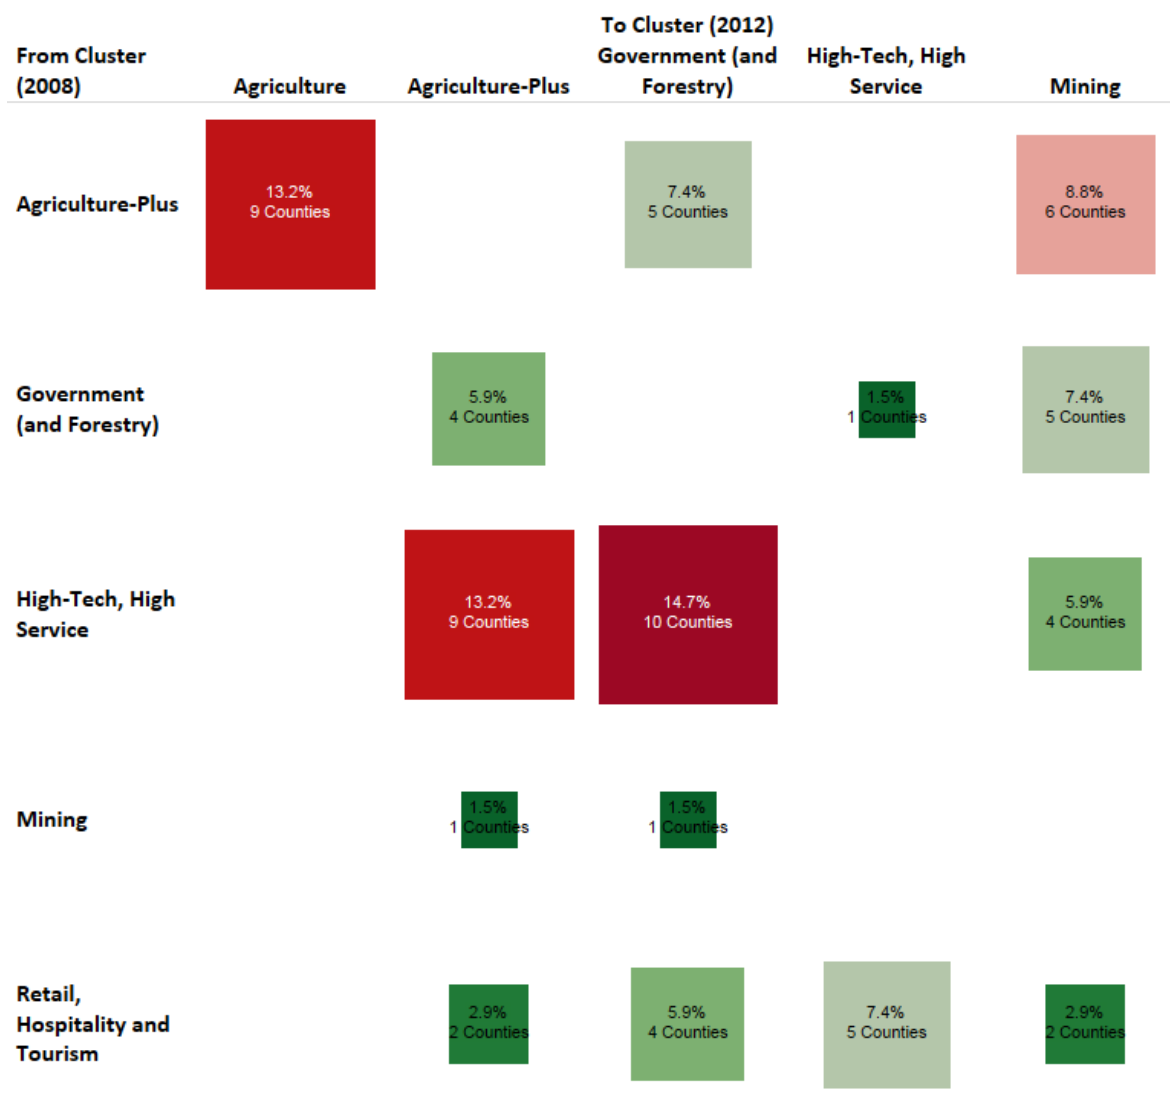 To Cluster (2012)
From Cluster
(2008)
Agriculture
Agriculture-Plus
Government (and
Forestry)
High-Tech, High
Service
Mining
Agriculture-Plus
13.2%
9 Counties
7.4%
5 Counties
8.8%
6 Counties
Government
(and Forestry)
5.9%
4 Counties
1.5%
1 Counties
7.4%
5 Counties
High-Tech, High
Service
13.2%
9 Counties
14.7%
10 Counties
5.9%
4 Counties
Mining
1.5%
1 Counties
1.5%
1 Counties
Retail,
Hospitality and
Tourism
2.9%
2 Counties
5.9%
4 Counties
7.4%
5 Counties
2.9%
2 Counties